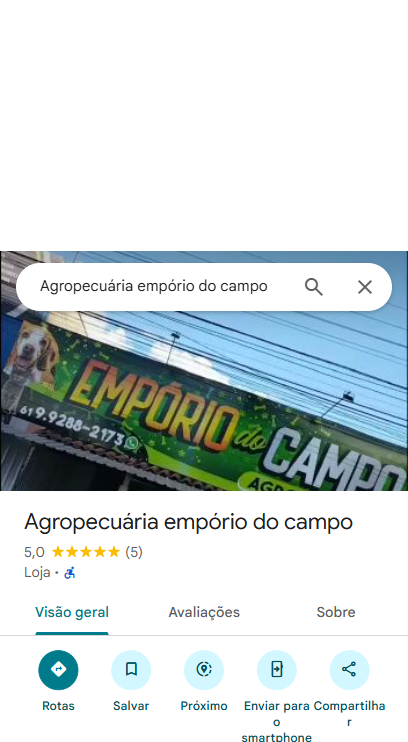 Agropecuária empório do campo
EMPÓRIO do CAMPO
61 9.9288-2173
AGRO
Agropecuária empório do campo
5,0 ★★★★★ (5)
Loja •
Visão geral Avaliações Sobre
Rotas Salvar Próximo Enviar para o smartphone Compartilhar